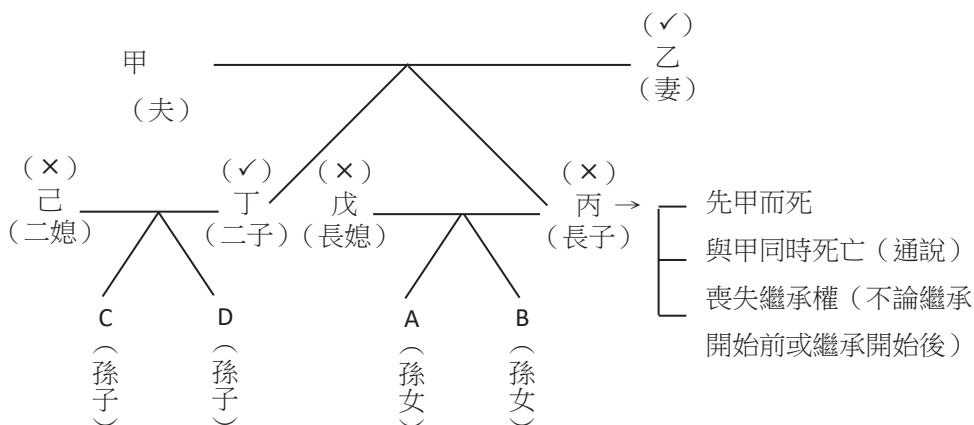 （✓）
甲 乙
（夫） （妻）
（×） （✓） （×） （×）
己 丁 戊 丙 → 先甲而死
（二媳） （二子） （長媳） （長子） 與甲同時死亡（通說）
喪失繼承權（不論繼承
開始前或繼承開始後）
C D A B
（孫子） （孫子） （孫女） （孫女）